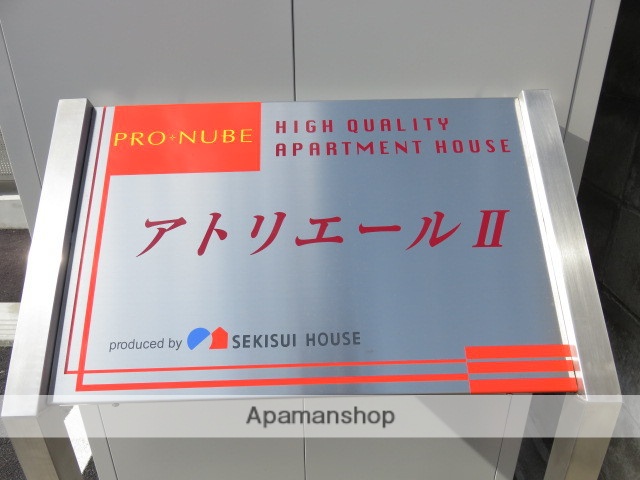 PRO*NUBE
HIGH QUALITY
APARTMENT HOUSE
アトリエールⅡ
produced by SEKISUI HOUSE
Apamanshop